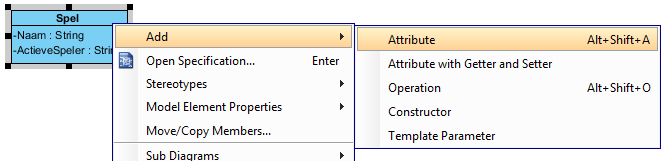 Spel
-Naam : String
-ActieveSpeler : Strin
Add
Open Specification... Enter
Stereotypes
Model Element Properties
Move/Copy Members...
Sub Diagrams
Attribute Alt+Shift+A
Attribute with Getter and Setter
Operation Alt+Shift+O
Constructor
Template Parameter